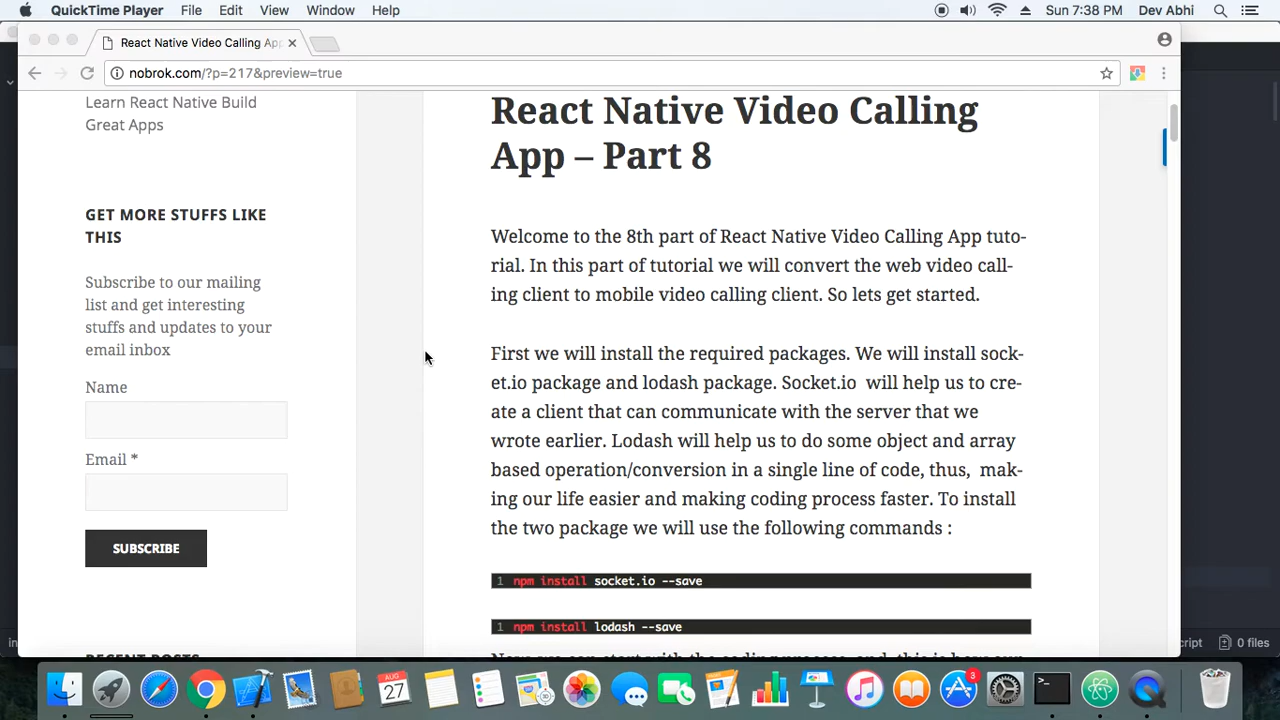 QuickTime Player File Edit View Window Help Sun 7:38 PM Dev Abhi
React Native Video Calling App
nobrok.com/?p=217&preview=true
Learn React Native Build
Great Apps
GET MORE STUFFS LIKE
THIS
Subscribe to our mailing
list and get interesting
stuffs and updates to your
email inbox
Name
Email *
SUBSCRIBE
React Native Video Calling
App – Part 8
Welcome to the 8th part of React Native Video Calling App tuto-
rial. In this part of tutorial we will convert the web video call-
ing client to mobile video calling client. So lets get started.
First we will install the required packages. We will install sock-
et.io package and lodash package. Socket.io will help us to cre-
ate a client that can communicate with the server that we
wrote earlier. Lodash will help us to do some object and array
based operation/conversion in a single line of code, thus, mak-
ing our life easier and making coding process faster. To install
the two package we will use the following commands :
1 npm install socket.io --save
1 npm install lodash --save
0 files
AUG
27
3